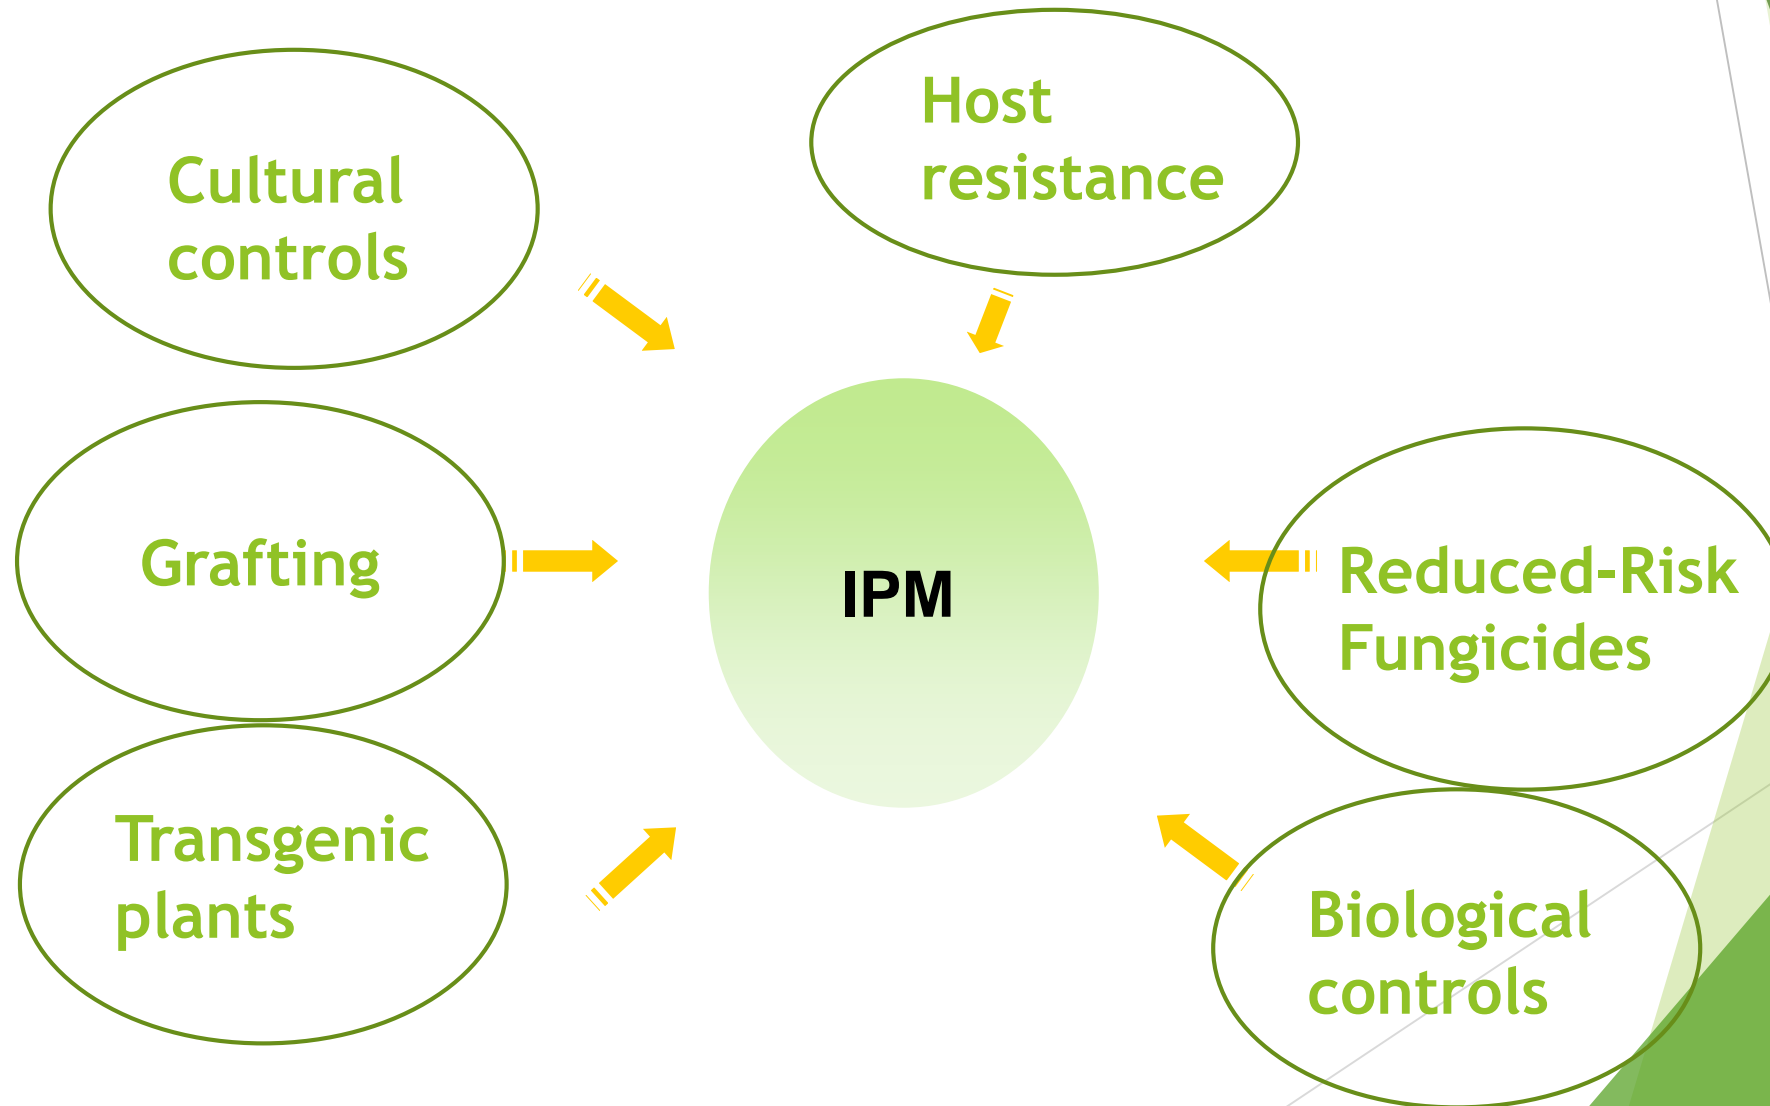 Cultural
controls
Host
resistance
Grafting
IPM
Reduced-Risk
Fungicides
Transgenic
plants
Biological
controls